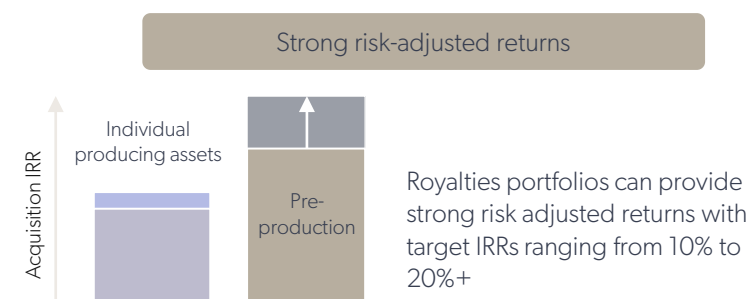 Strong risk-adjusted returns
Individual
producing assets
Acquisition IRR
Pre-
production
Royalties portfolios can provide
strong risk adjusted returns with
target IRRs ranging from 10% to
20%+